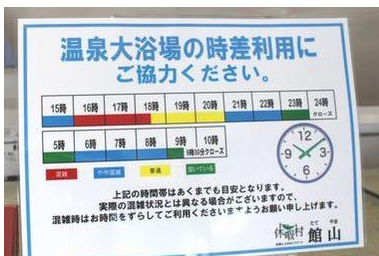 温泉大浴場の時差利用に
ご協力ください。
15時 16時 17時 18時 19時 20時 21時 22時 23時 24時
クローズ
5時 6時 7時 8時 9時 10時
9時30分クローズ
混雑 やや混雑 普通 空いている
上記の時間帯はあくまでも目安となります。
実際の混雑状況とは異なる場合がございますので、
混雑時はお時間をずらしてご利用くださいますようお願い申し上げます。
12
3
6
9
たて やま
休暇村 館山